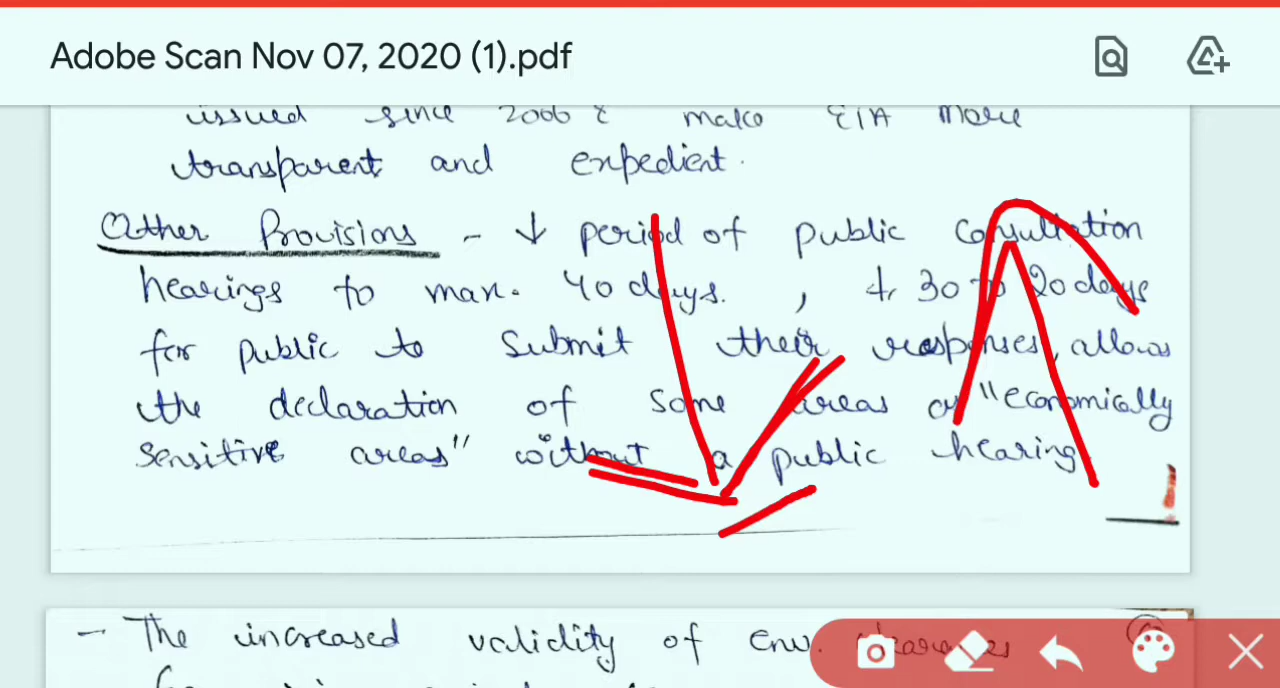 Adobe Scan Nov 07, 2020 (1).pdf
issued since 2006 & make EIA more
transparent and expedient.
Other Provisions - ↓ period of public consultation
hearings to max. 40 days. , ↓ 30 to 20 days
for public to submit their responses, allows
the declaration of some areas as "economically
sensitive areas" without a public hearing
- The increased validity of env.